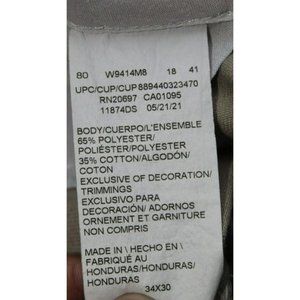 80 W9414M8 18 41
UPC/CUP/CUP889440323470
RN20697 CA01095
11874DS 05/21/21
BODY/CUERPO/L'ENSEMBLE
65% POLYESTER/
POLIÉSTER/POLYESTER
35% COTTON/ALGODÓN/
COTON
EXCLUSIVE OF DECORATION/
TRIMMINGS
EXCLUSIVO PARA
DECORACIÓN/ ADORNOS
ORNEMENT ET GARNITURE
NON COMPRIS
MADE IN \ HECHO EN \
FABRIQUÉ AU
HONDURAS/ HONDURAS/
HONDURAS
34X30